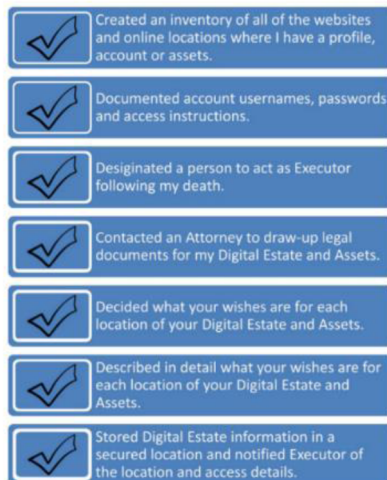 Created an inventory of all of the websites
and online locations where I have a profile,
account or assets.
Documented account usernames, passwords
and access instructions.
Desiginated a person to act as Executor
following my death.
Contacted an Attorney to draw-up legal
documents for my Digital Estate and Assets.
Decided what your wishes are for each
location of your Digital Estate and Assets.
Described in detail what your wishes are for
each location of your Digital Estate and
Assets.
Stored Digital Estate information in a
secured location and notified Executor of
the location and access details.